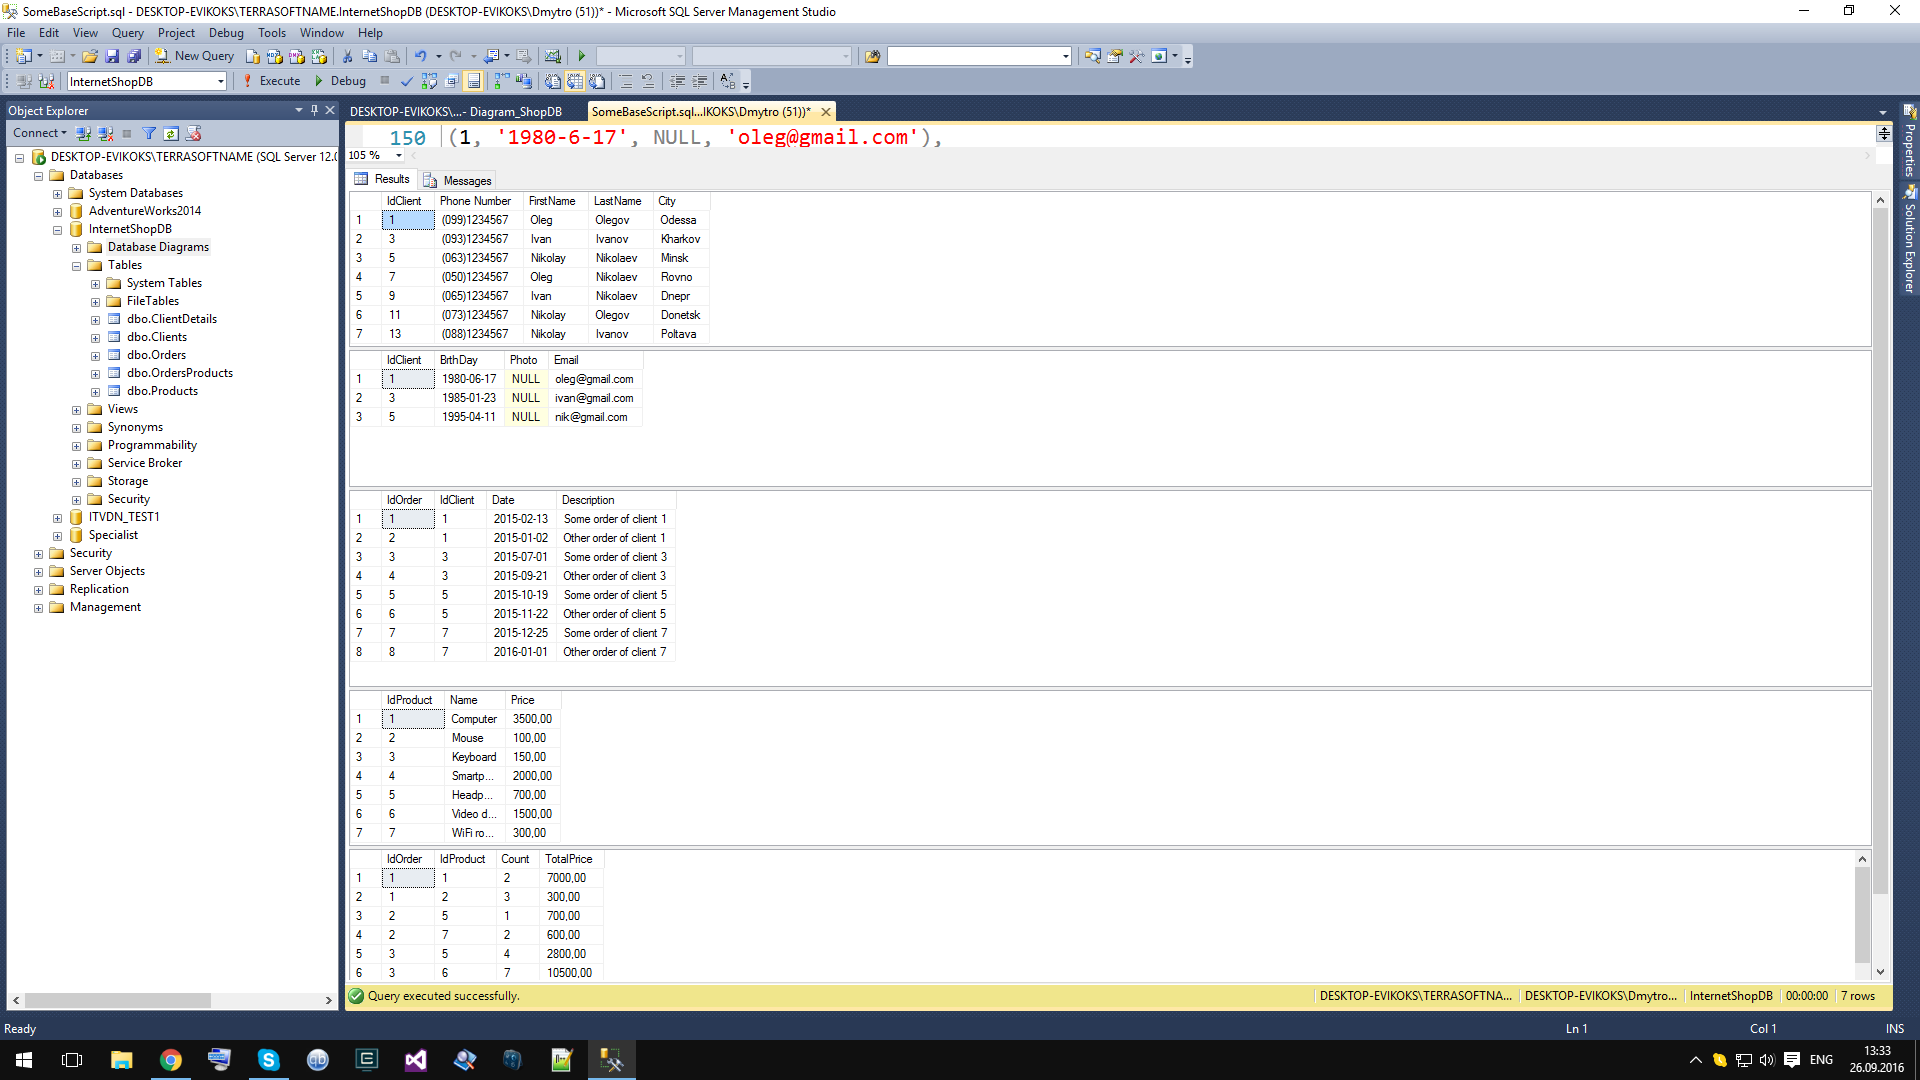 SomeBaseScript.sql - DESKTOP-EVIKOKS\TERRASOFTNAME.InternetShopDB (DESKTOP-EVIKOKS\Dmytro (51))* - Microsoft SQL Server Management Studio
File Edit View Query Project Debug Tools Window Help
New Query
InternetShopDB Execute Debug
Object Explorer
Connect
DESKTOP-EVIKOKS\TERRASOFTNAME (SQL Server 12.0
Databases
System Databases
AdventureWorks2014
InternetShopDB
Database Diagrams
Tables
System Tables
FileTables
dbo.ClientDetails
dbo.Clients
dbo.Orders
dbo.OrdersProducts
dbo.Products
Views
Synonyms
Programmability
Service Broker
Storage
Security
ITVDN_TEST1
Specialist
Security
Server Objects
Replication
Management
DESKTOP-EVIKOKS\...- Diagram_ShopDB SomeBaseScript.sql...IKOKS\Dmytro (51))*
150 (1, '1980-6-17', NULL, 'oleg@gmail.com'),
105 %
Results Messages
IdClient Phone Number FirstName LastName City
1 1 (099)1234567 Oleg Olegov Odessa
2 3 (093)1234567 Ivan Ivanov Kharkov
3 5 (063)1234567 Nikolay Nikolaev Minsk
4 7 (050)1234567 Oleg Nikolaev Rovno
5 9 (065)1234567 Ivan Nikolaev Dnepr
6 11 (073)1234567 Nikolay Olegov Donetsk
7 13 (088)1234567 Nikolay Ivanov Poltava
IdClient BrthDay Photo Email
1 1 1980-06-17 NULL oleg@gmail.com
2 3 1985-01-23 NULL ivan@gmail.com
3 5 1995-04-11 NULL nik@gmail.com
IdOrder IdClient Date Description
1 1 1 2015-02-13 Some order of client 1
2 2 1 2015-01-02 Other order of client 1
3 3 3 2015-07-01 Some order of client 3
4 4 3 2015-09-21 Other order of client 3
5 5 5 2015-10-19 Some order of client 5
6 6 5 2015-11-22 Other order of client 5
7 7 7 2015-12-25 Some order of client 7
8 8 7 2016-01-01 Other order of client 7
IdProduct Name Price
1 1 Computer 3500,00
2 2 Mouse 100,00
3 3 Keyboard 150,00
4 4 Smartp... 2000,00
5 5 Headp... 700,00
6 6 Video d... 1500,00
7 7 WiFi ro... 300,00
IdOrder IdProduct Count TotalPrice
1 1 1 2 7000,00
2 1 2 3 300,00
3 2 5 1 700,00
4 2 7 2 600,00
5 3 5 4 2800,00
6 3 6 7 10500,00
Query executed successfully. DESKTOP-EVIKOKS\TERRASOFTNA... DESKTOP-EVIKOKS\Dmytro... InternetShopDB 00:00:00 7 rows
Properties
Solution Explorer
Ready Ln 1 Col 1 INS
ENG
13:33
26.09.2016